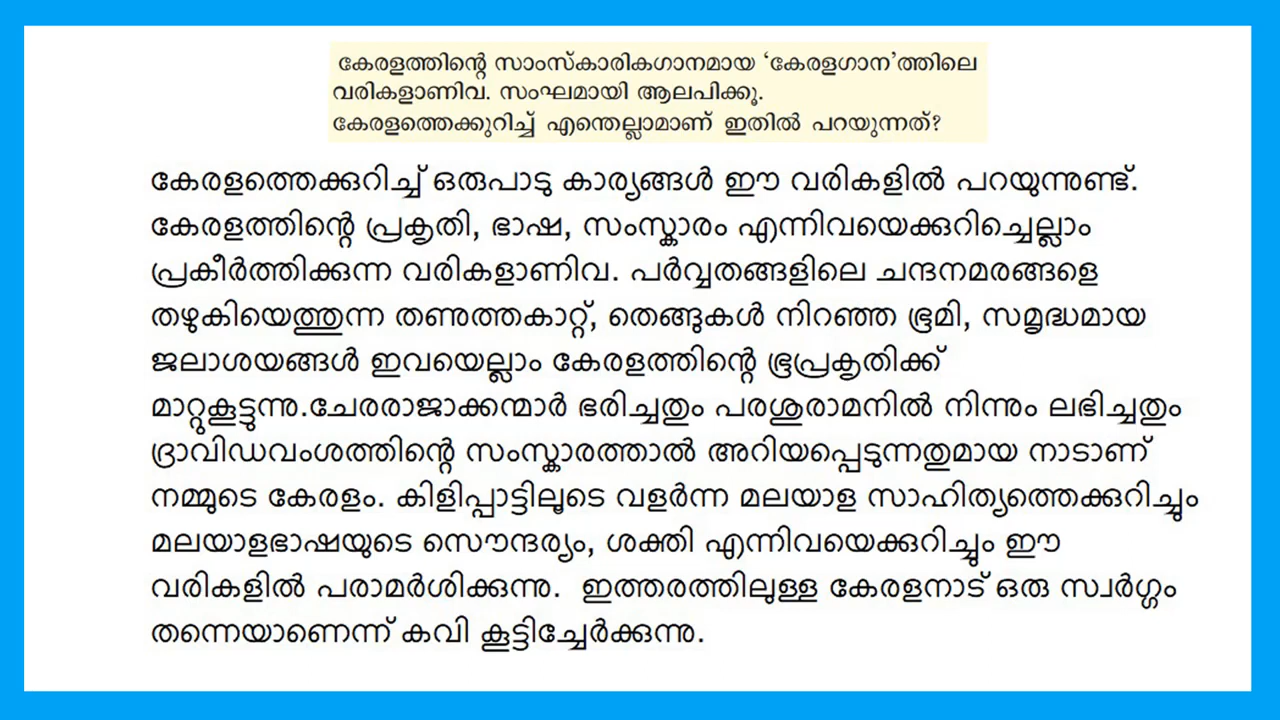 കേരളത്തിന്റെ സാംസ്കാരികഗാനമായ ‘കേരളഗാന’ത്തിലെ
വരികളാണിവ. സംഘമായി ആലപിക്കൂ.
കേരളത്തെക്കുറിച്ച് എന്തെല്ലാമാണ് ഇതിൽ പറയുന്നത്?
കേരളത്തെക്കുറിച്ച് ഒരുപാടു കാര്യങ്ങൾ ഈ വരികളിൽ പറയുന്നുണ്ട്.
കേരളത്തിന്റെ പ്രകൃതി, ഭാഷ, സംസ്കാരം എന്നിവയെക്കുറിച്ചെല്ലാം
പ്രകീർത്തിക്കുന്ന വരികളാണിവ. പർവ്വതങ്ങളിലെ ചന്ദനമരങ്ങളെ
തഴുകിയെത്തുന്ന തണുത്തകാറ്റ്, തെങ്ങുകൾ നിറഞ്ഞ ഭൂമി, സമൃദ്ധമായ
ജലാശയങ്ങൾ ഇവയെല്ലാം കേരളത്തിന്റെ ഭൂപ്രകൃതിക്ക്
മാറ്റുകൂട്ടുന്നു.ചേരരാജാക്കന്മാർ ഭരിച്ചതും പരശുരാമനിൽ നിന്നും ലഭിച്ചതും
ദ്രാവിഡവംശത്തിന്റെ സംസ്കാരത്താൽ അറിയപ്പെടുന്നതുമായ നാടാണ്
നമ്മുടെ കേരളം. കിളിപ്പാട്ടിലൂടെ വളർന്ന മലയാള സാഹിത്യത്തെക്കുറിച്ചും
മലയാളഭാഷയുടെ സൌന്ദര്യം, ശക്തി എന്നിവയെക്കുറിച്ചും ഈ
വരികളിൽ പരാമർശിക്കുന്നു. ഇത്തരത്തിലുള്ള കേരളനാട് ഒരു സ്വർഗ്ഗം
തന്നെയാണെന്ന് കവി കൂട്ടിച്ചേർക്കുന്നു.